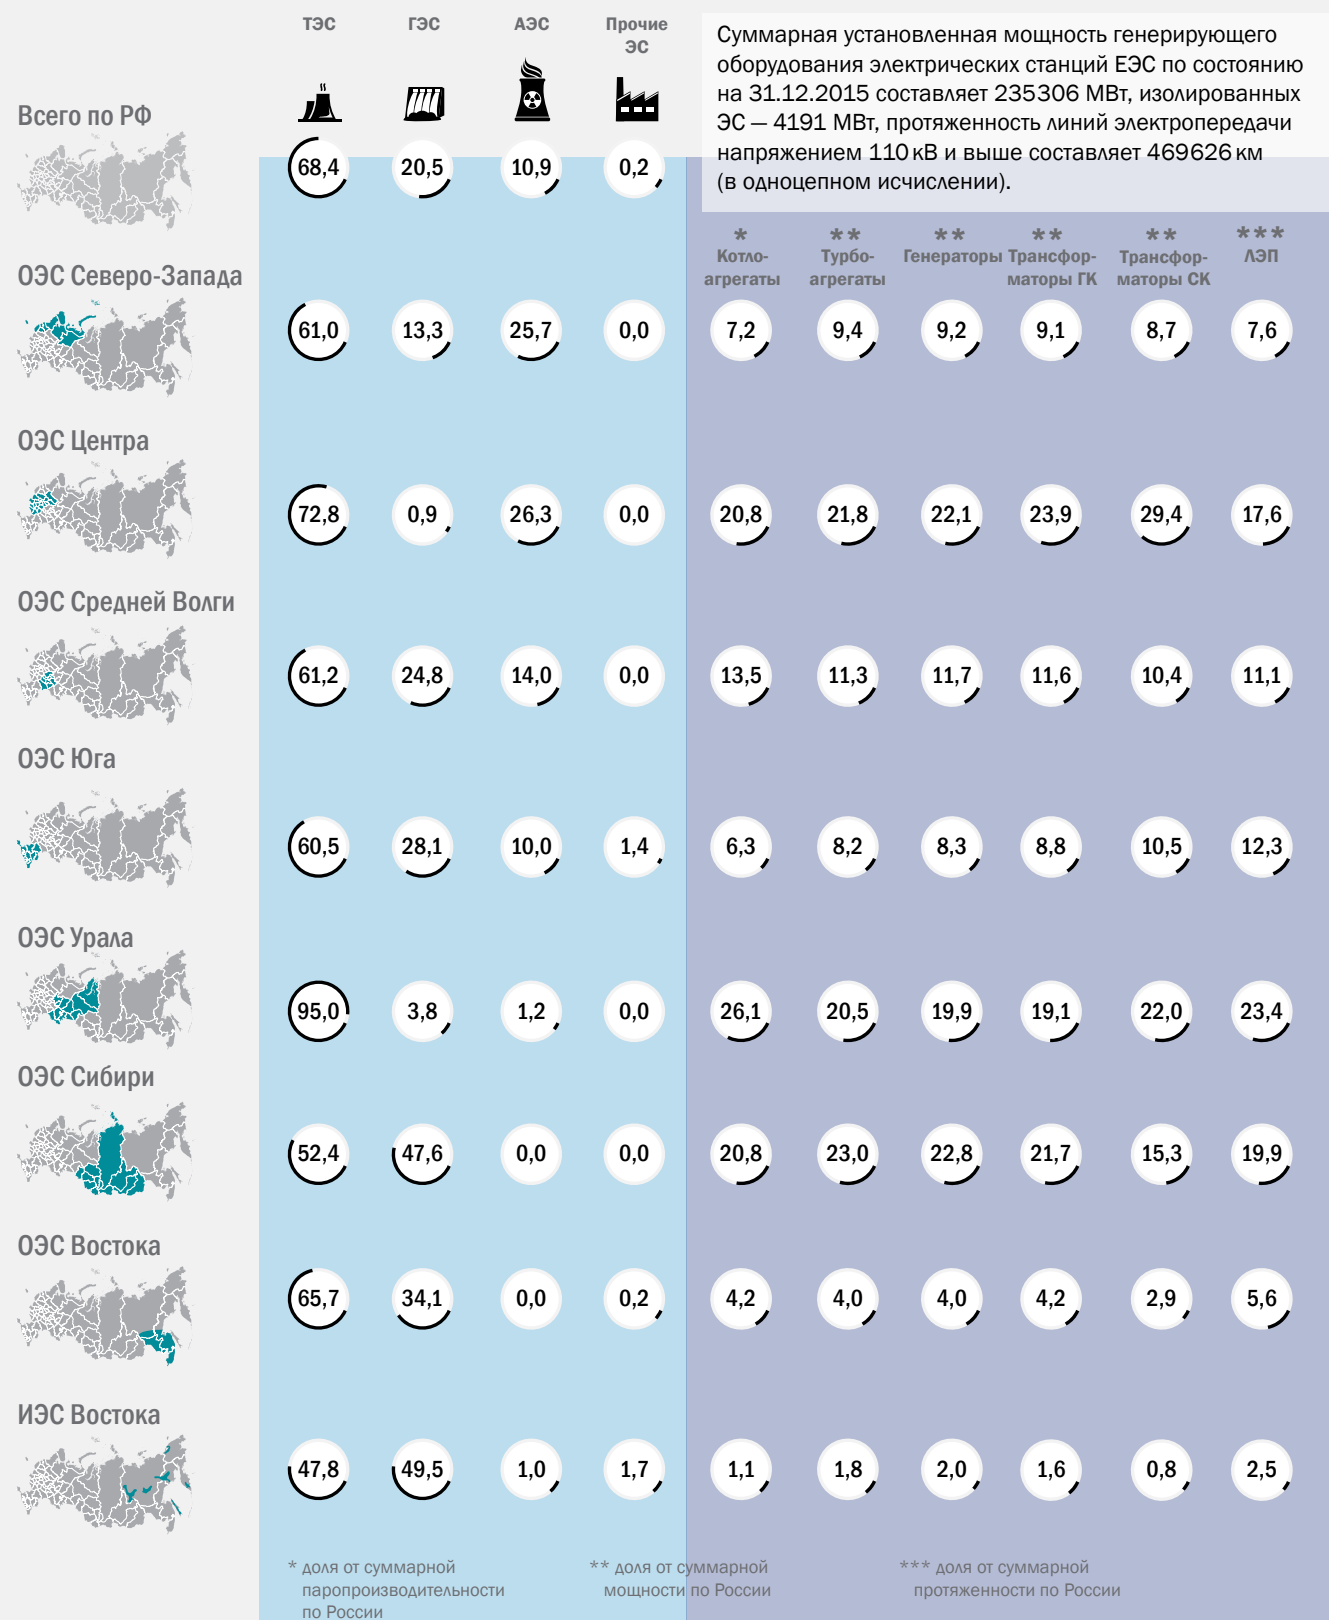 ТЭС
ГЭС
АЭС
Прочие
ЭС
Суммарная установленная мощность генерирующего
оборудования электрических станций ЕЭС по состоянию
на 31.12.2015 составляет 235306 МВт, изолированных
ЭС — 4191 МВт, протяженность линий электропередачи
напряжением 110 кВ и выше составляет 469626 км
(в одноцепном исчислении).
Всего по РФ
68,4 20,5 10,9 0,2
* ** ** ** ** ***
Котло- Турбо- Генераторы Трансфор- Трансфор- ЛЭП
агрегаты агрегаты маторы ГК маторы СК
ОЭС Северо-Запада
61,0 13,3 25,7 0,0 7,2 9,4 9,2 9,1 8,7 7,6
ОЭС Центра
72,8 0,9 26,3 0,0 20,8 21,8 22,1 23,9 29,4 17,6
ОЭС Средней Волги
61,2 24,8 14,0 0,0 13,5 11,3 11,7 11,6 10,4 11,1
ОЭС Юга
60,5 28,1 10,0 1,4 6,3 8,2 8,3 8,8 10,5 12,3
ОЭС Урала
95,0 3,8 1,2 0,0 26,1 20,5 19,9 19,1 22,0 23,4
ОЭС Сибири
52,4 47,6 0,0 0,0 20,8 23,0 22,8 21,7 15,3 19,9
ОЭС Востока
65,7 34,1 0,0 0,2 4,2 4,0 4,0 4,2 2,9 5,6
ИЭС Востока
47,8 49,5 1,0 1,7 1,1 1,8 2,0 1,6 0,8 2,5
* доля от суммарной
паропроизводительности
по России
** доля от суммарной
мощности по России
*** доля от суммарной
протяженности по России